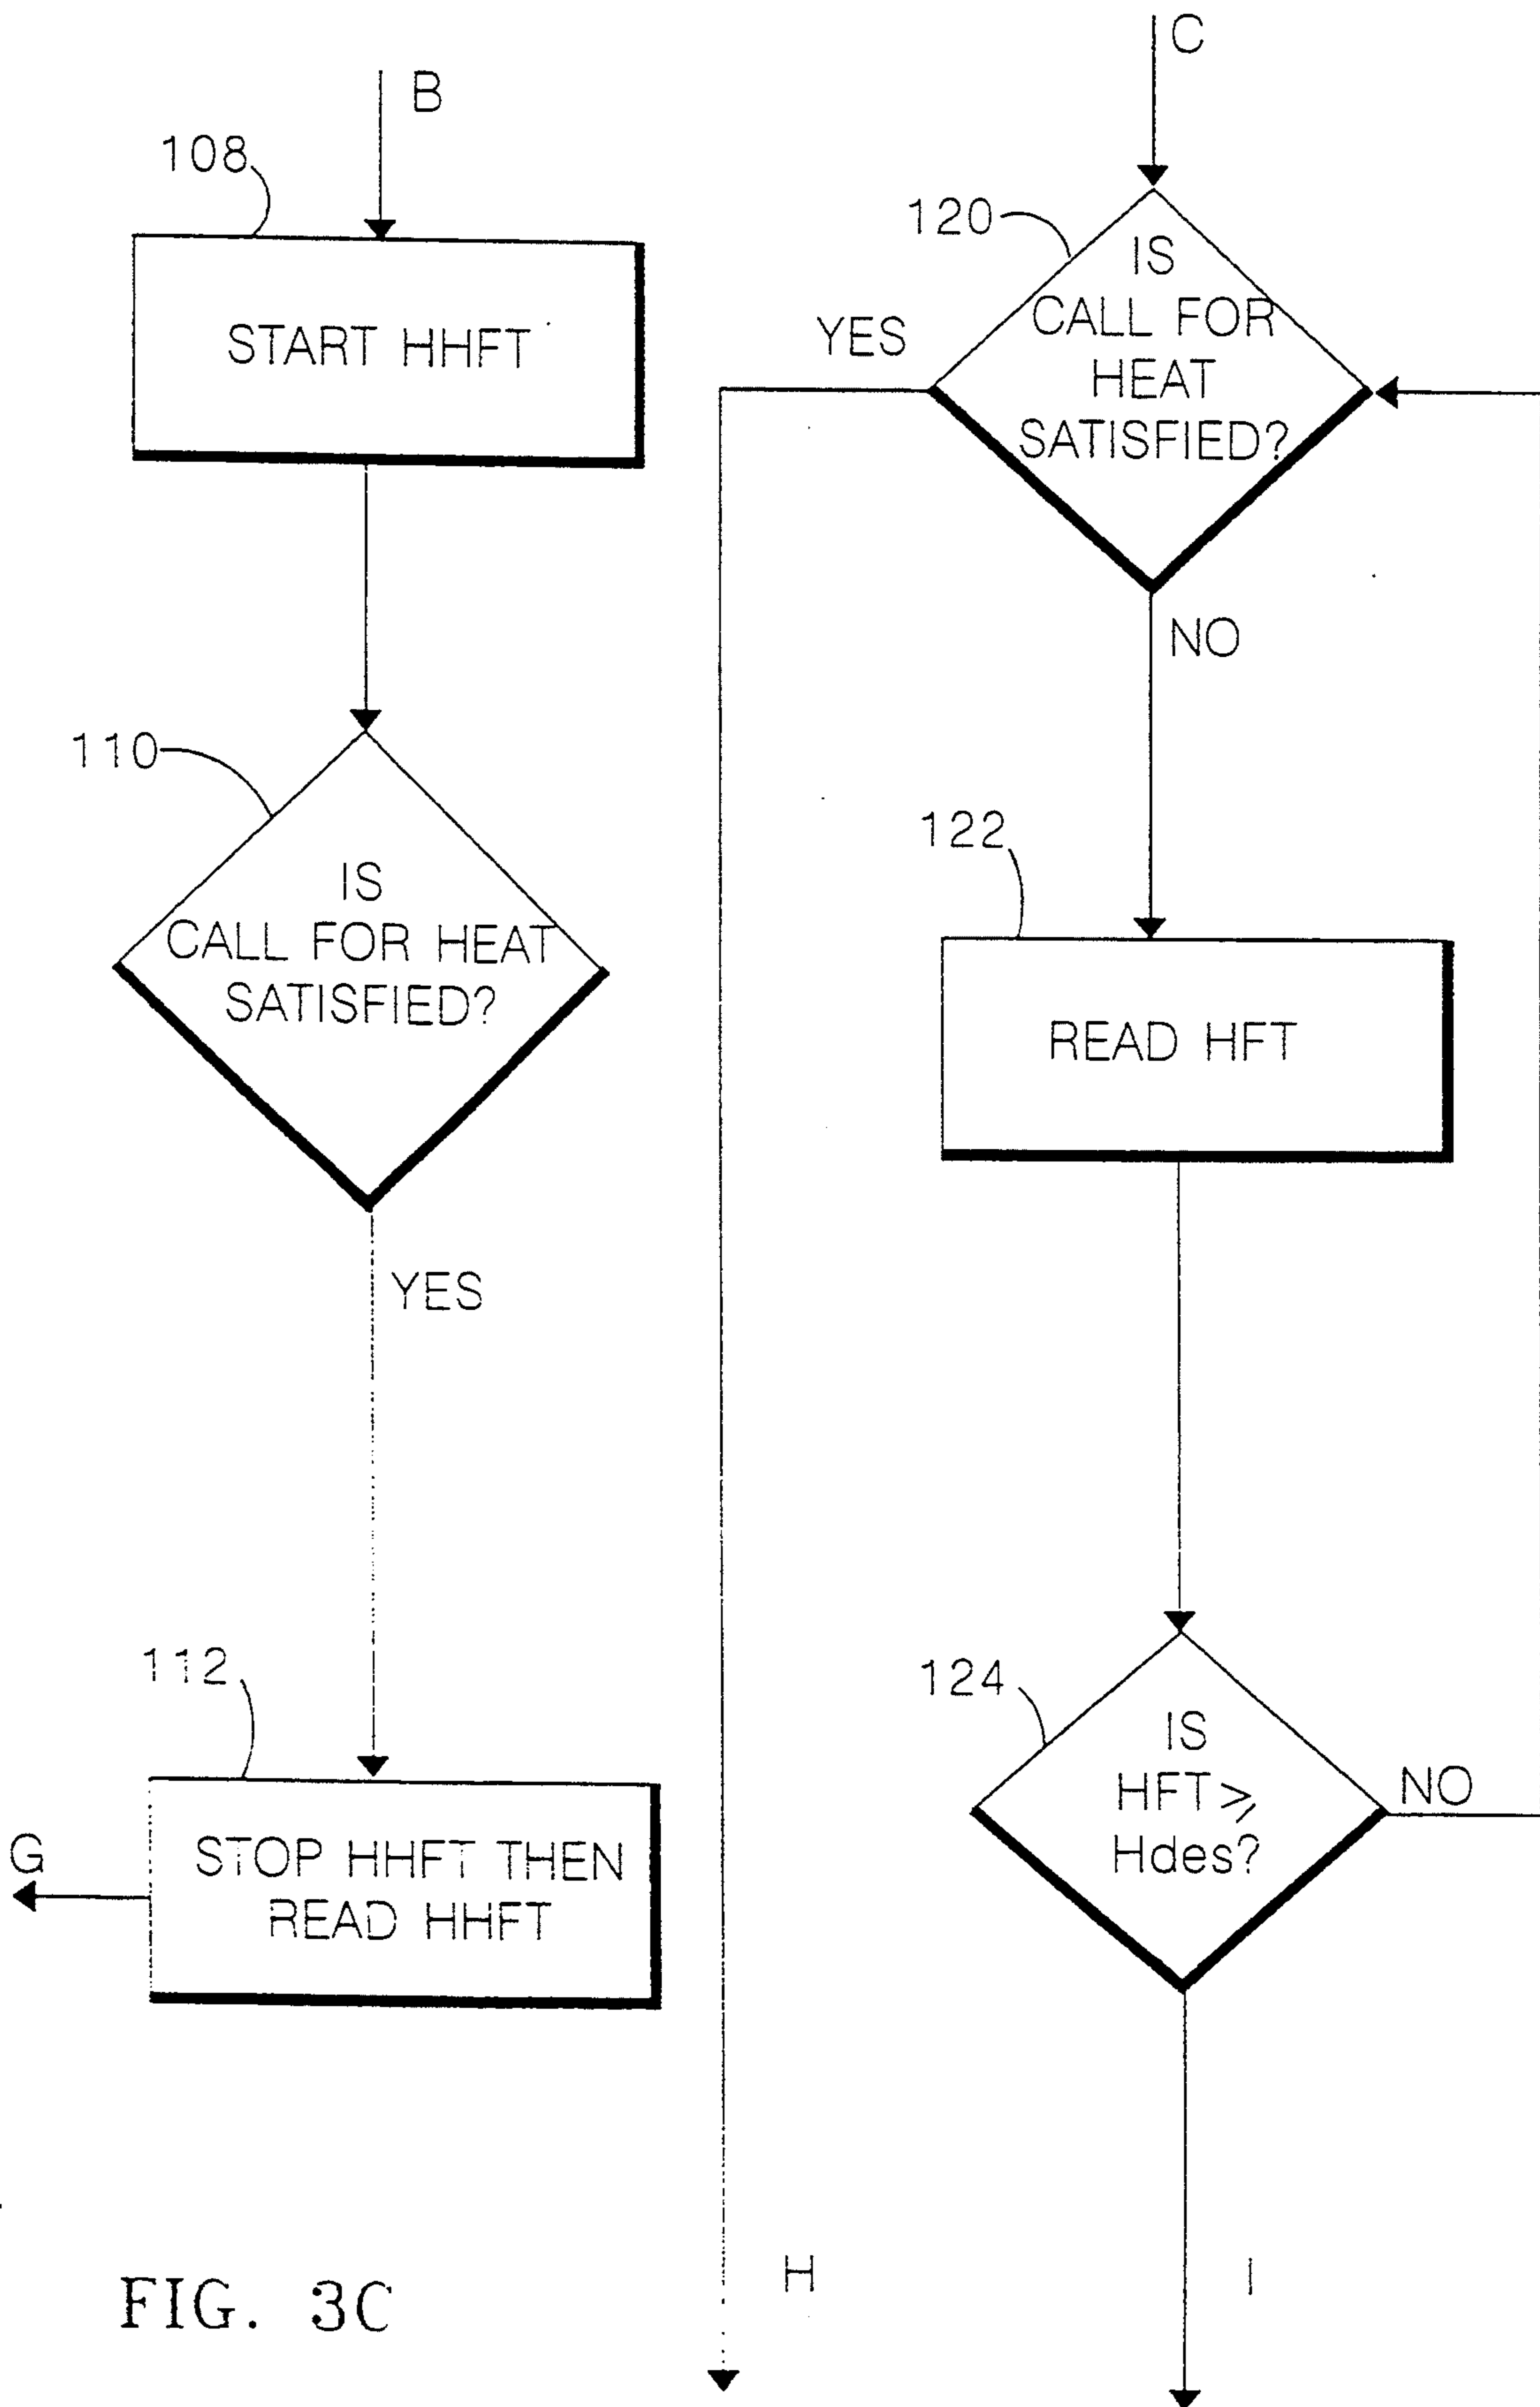 B
108
START HHFT
110
IS
CALL FOR HEAT
SATISFIED?
YES
112
STOP HHFT THEN
READ HHFT
G
C
120
IS
CALL FOR
HEAT
SATISFIED?
YES
NO
122
READ HFT
124
IS
HFT ⩾
Hdes?
NO
H
I
FIG. 3C